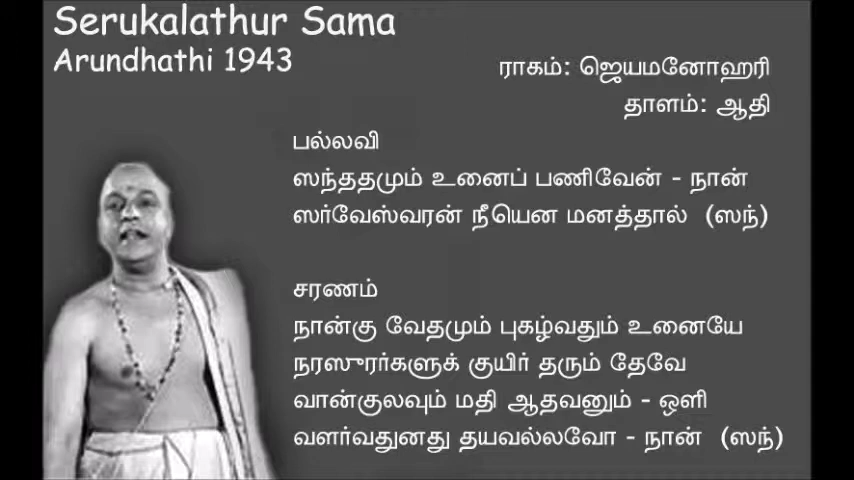 Serukalathur Sama
Arundhathi 1943
ராகம்: ஜெயமனோஹரி
தாளம்: ஆதி
பல்லவி
ஸந்ததமும் உனைப் பணிவேன் - நான்
ஸர்வேஸ்வரன் நீயென மனத்தால் (ஸந்)
சரணம்
நான்கு வேதமும் புகழ்வதும் உனையே
நரஸுரர்களுக் குயிர் தரும் தேவே
வான்குலவும் மதி ஆதவனும் - ஒளி
வளர்வதுனது தயவல்லவோ - நான் (ஸந்)